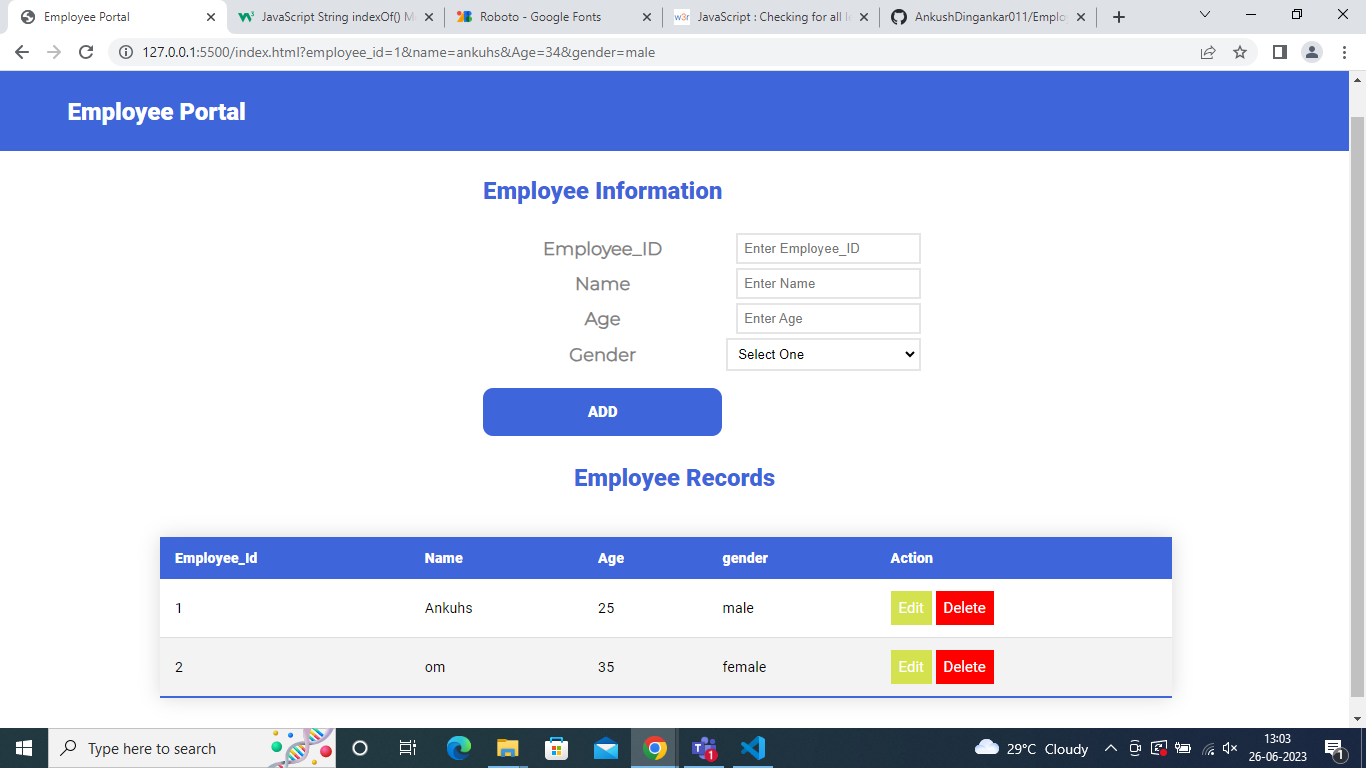 Employee Portal
JavaScript String indexOf() M
Roboto - Google Fonts
w3r
JavaScript : Checking for all l
AnkushDingankar011/Emplo
127.0.0.1:5500/index.html?employee_id=1&name=ankuhs&Age=34&gender=male
Employee Portal
Employee Information
Employee_ID Enter Employee_ID
Name Enter Name
Age Enter Age
Gender Select One
ADD
Employee Records
Employee_Id Name Age gender Action
1 Ankuhs 25 male Edit Delete
2 om 35 female Edit Delete
Type here to search
1
29°C Cloudy
13:03
26-06-2023
1